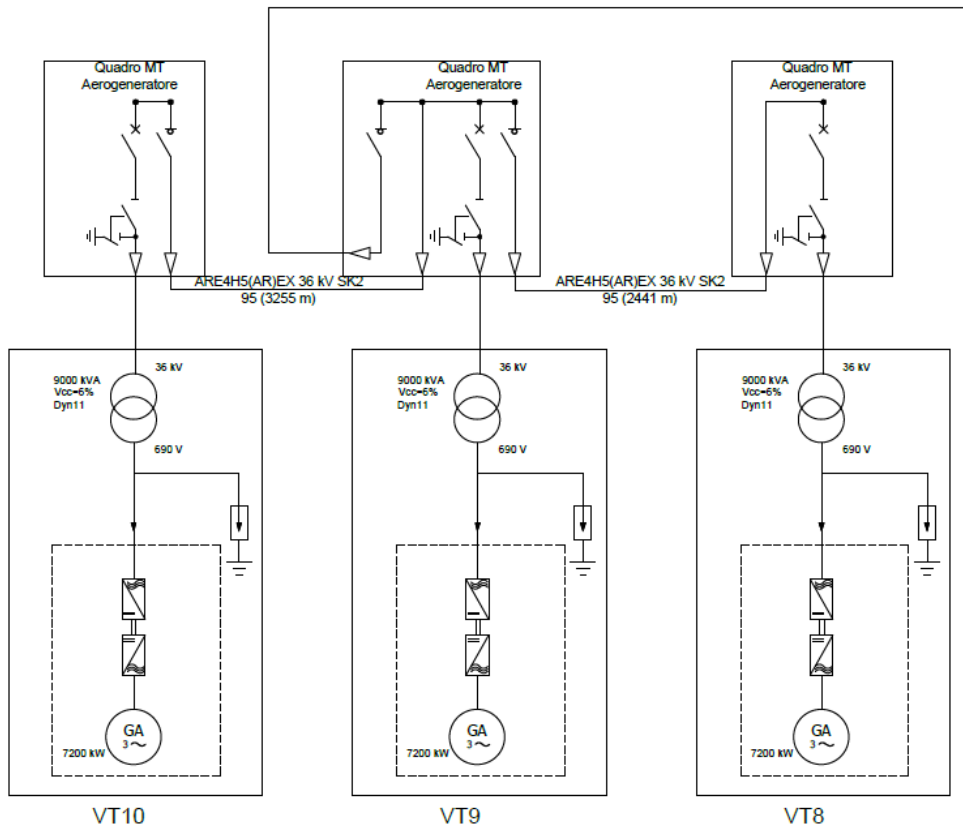 Quadro MT
Aerogeneratore
Quadro MT
Aerogeneratore
Quadro MT
Aerogeneratore
ARE4H5(AR)EX 36 kV SK2
95 (3255 m)
ARE4H5(AR)EX 36 kV SK2
95 (2441 m)
36 kV
9000 kVA
Vcc=6%
Dyn11
690 V
36 kV
9000 kVA
Vcc=6%
Dyn11
690 V
36 kV
9000 kVA
Vcc=6%
Dyn11
690 V
GA
3
7200 kW
GA
3
7200 kW
GA
3
7200 kW
VT10
VT9
VT8